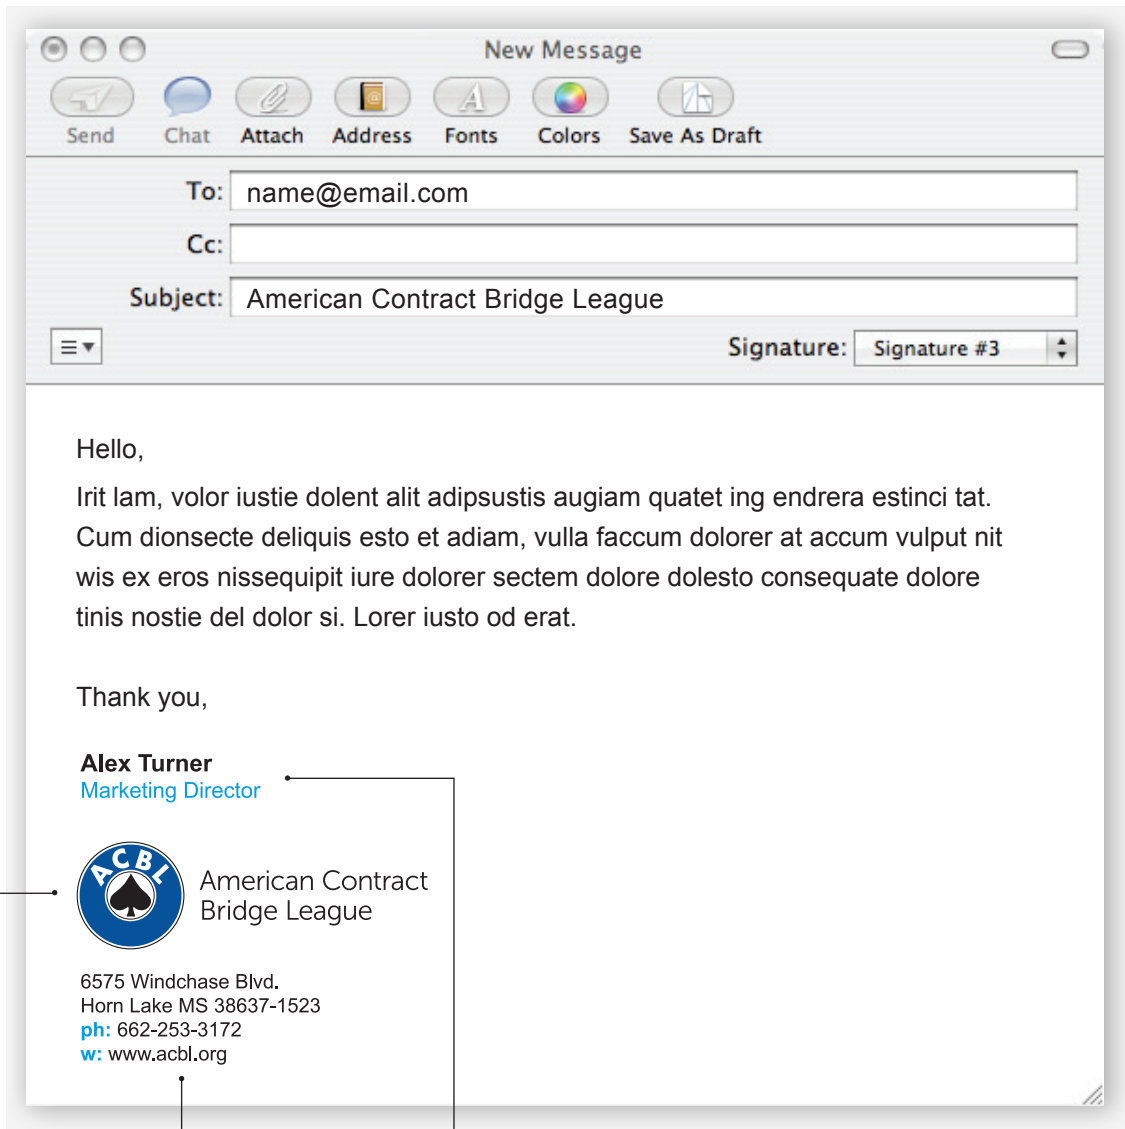 New Message
Send Chat Attach Address Fonts Colors Save As Draft
To: name@email.com
Cc:
Subject: American Contract Bridge League
Signature: Signature #3
Hello,
Irit lam, volor iustie dolent alit adipsustis augiam quatet ing endrera estinci tat.
Cum dionsecte deliquis esto et adiam, vulla faccum dolorer at accum vulput nit
wis ex eros nissequipit iure dolorer sectem dolore dolesto consequate dolore
tinis nostie del dolor si. Lorer iusto od erat.
Thank you,
Alex Turner
Marketing Director
ACBL
American Contract
Bridge League
6575 Windchase Blvd.
Horn Lake MS 38637-1523
ph: 662-253-3172
w: www.acbl.org